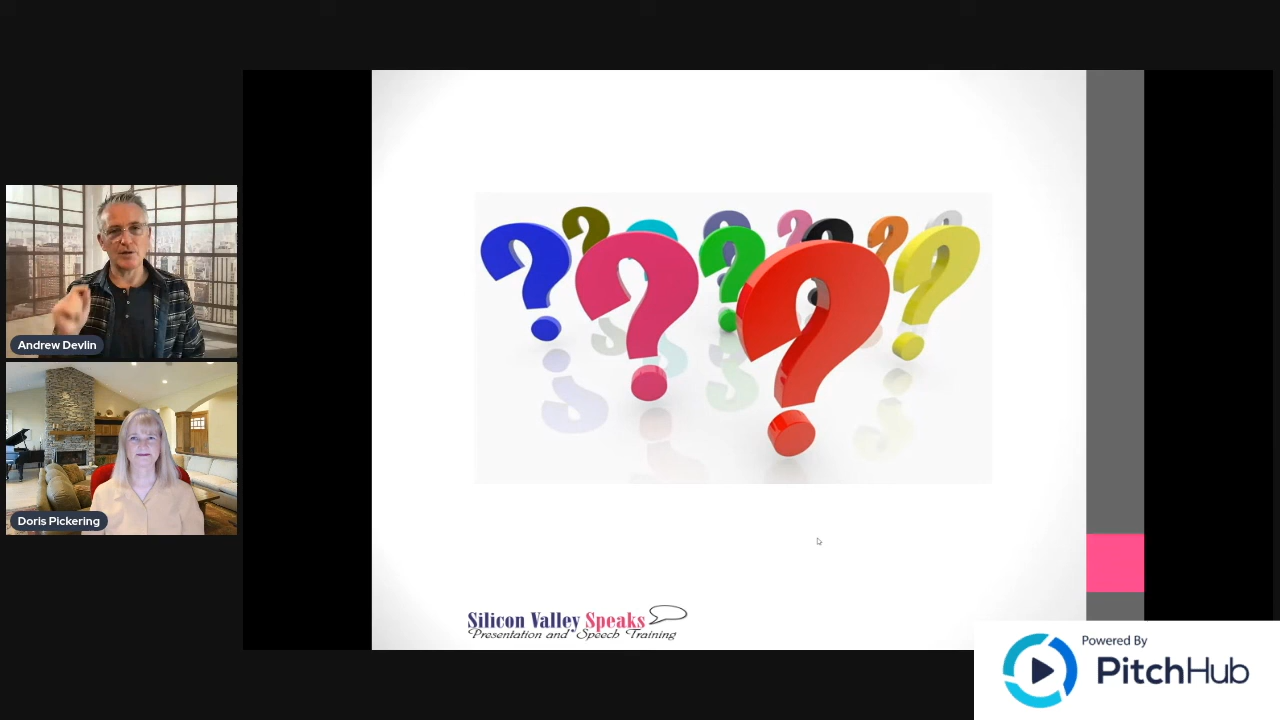 Andrew Devlin
Doris Pickering
Silicon Valley Speaks
Presentation and Speech Training
Powered By
PitchHub